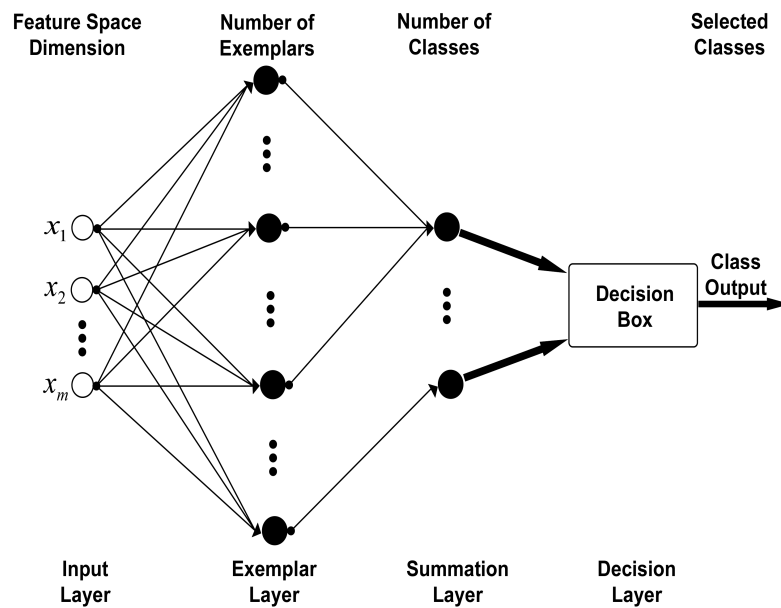 Feature Space
Dimension
Number of
Exemplars
Number of
Classes
Selected
Classes
x1
x2
xm
Decision
Box
Class
Output
Input
Layer
Exemplar
Layer
Summation
Layer
Decision
Layer